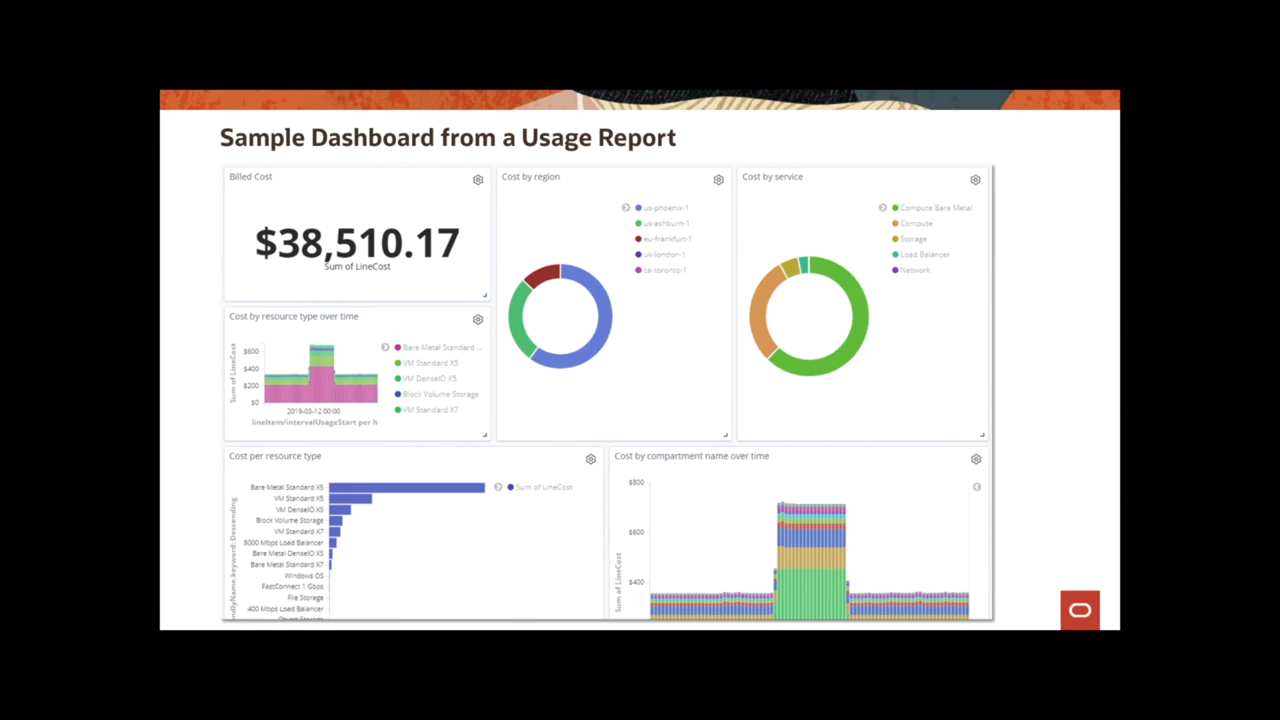 Sample Dashboard from a Usage Report
Billed Cost
$38,510.17
Sum of LineCost
Cost by region
us-phoenix-1
us-ashburn-1
eu-frankfurt-1
uk-london-1
ca-toronto-1
Cost by service
Compute Bare Metal
Compute
Storage
Load Balancer
Network
Cost by resource type over time
Sum of LineCost
$600
$400
$200
$0
2019-03-12 00:00
lineItem/intervalUsageStart per h
Bare Metal Standard ...
VM Standard X5
VM DenseIO X5
Block Volume Storage
VM Standard X7
Cost per resource type
ndlyName.keyword: Descending
Bare Metal Standard X5
VM Standard X5
VM DenseIO X5
Block Volume Storage
VM Standard X7
8000 Mbps Load Balancer
Bare Metal DenseIO X5
Bare Metal Standard X7
Windows OS
FastConnect 1 Gbps
File Storage
400 Mbps Load Balancer
Sum of LineCost
Cost by compartment name over time
Sum of LineCost
$800
$600
$400